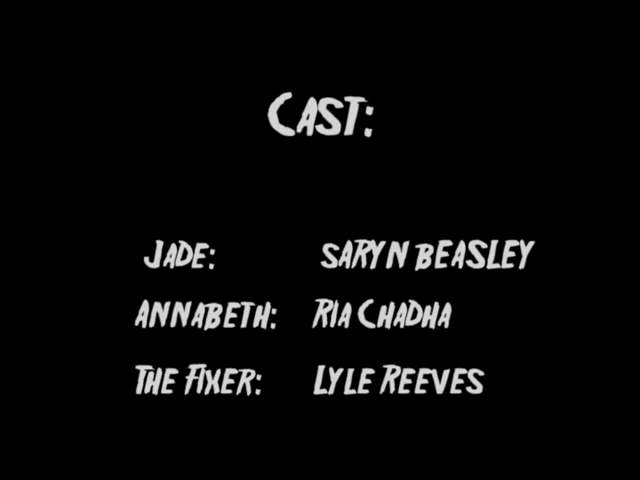 CAST:
JADE: SARYN BEASLEY
ANNABETH: RIA CHADHA
THE FIXER: LYLE REEVES